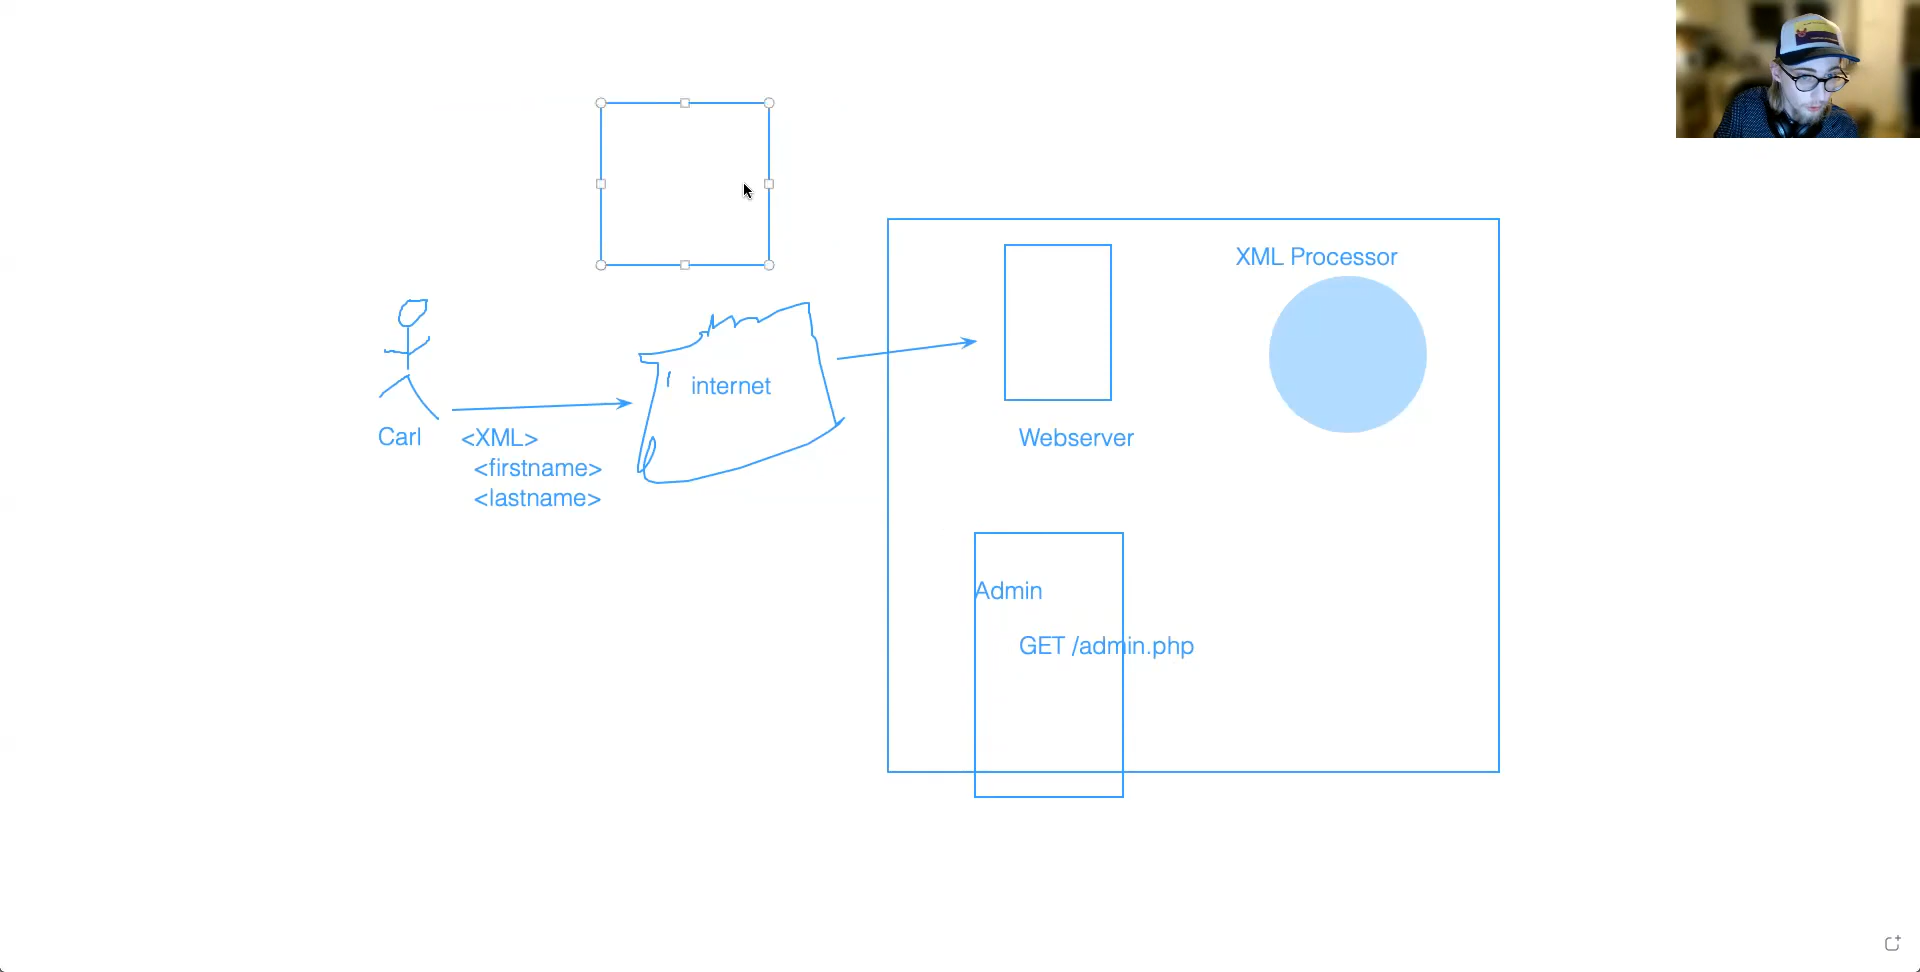 XML Processor
internet
Carl
<XML>
<firstname>
<lastname>
Webserver
Admin
GET /admin.php